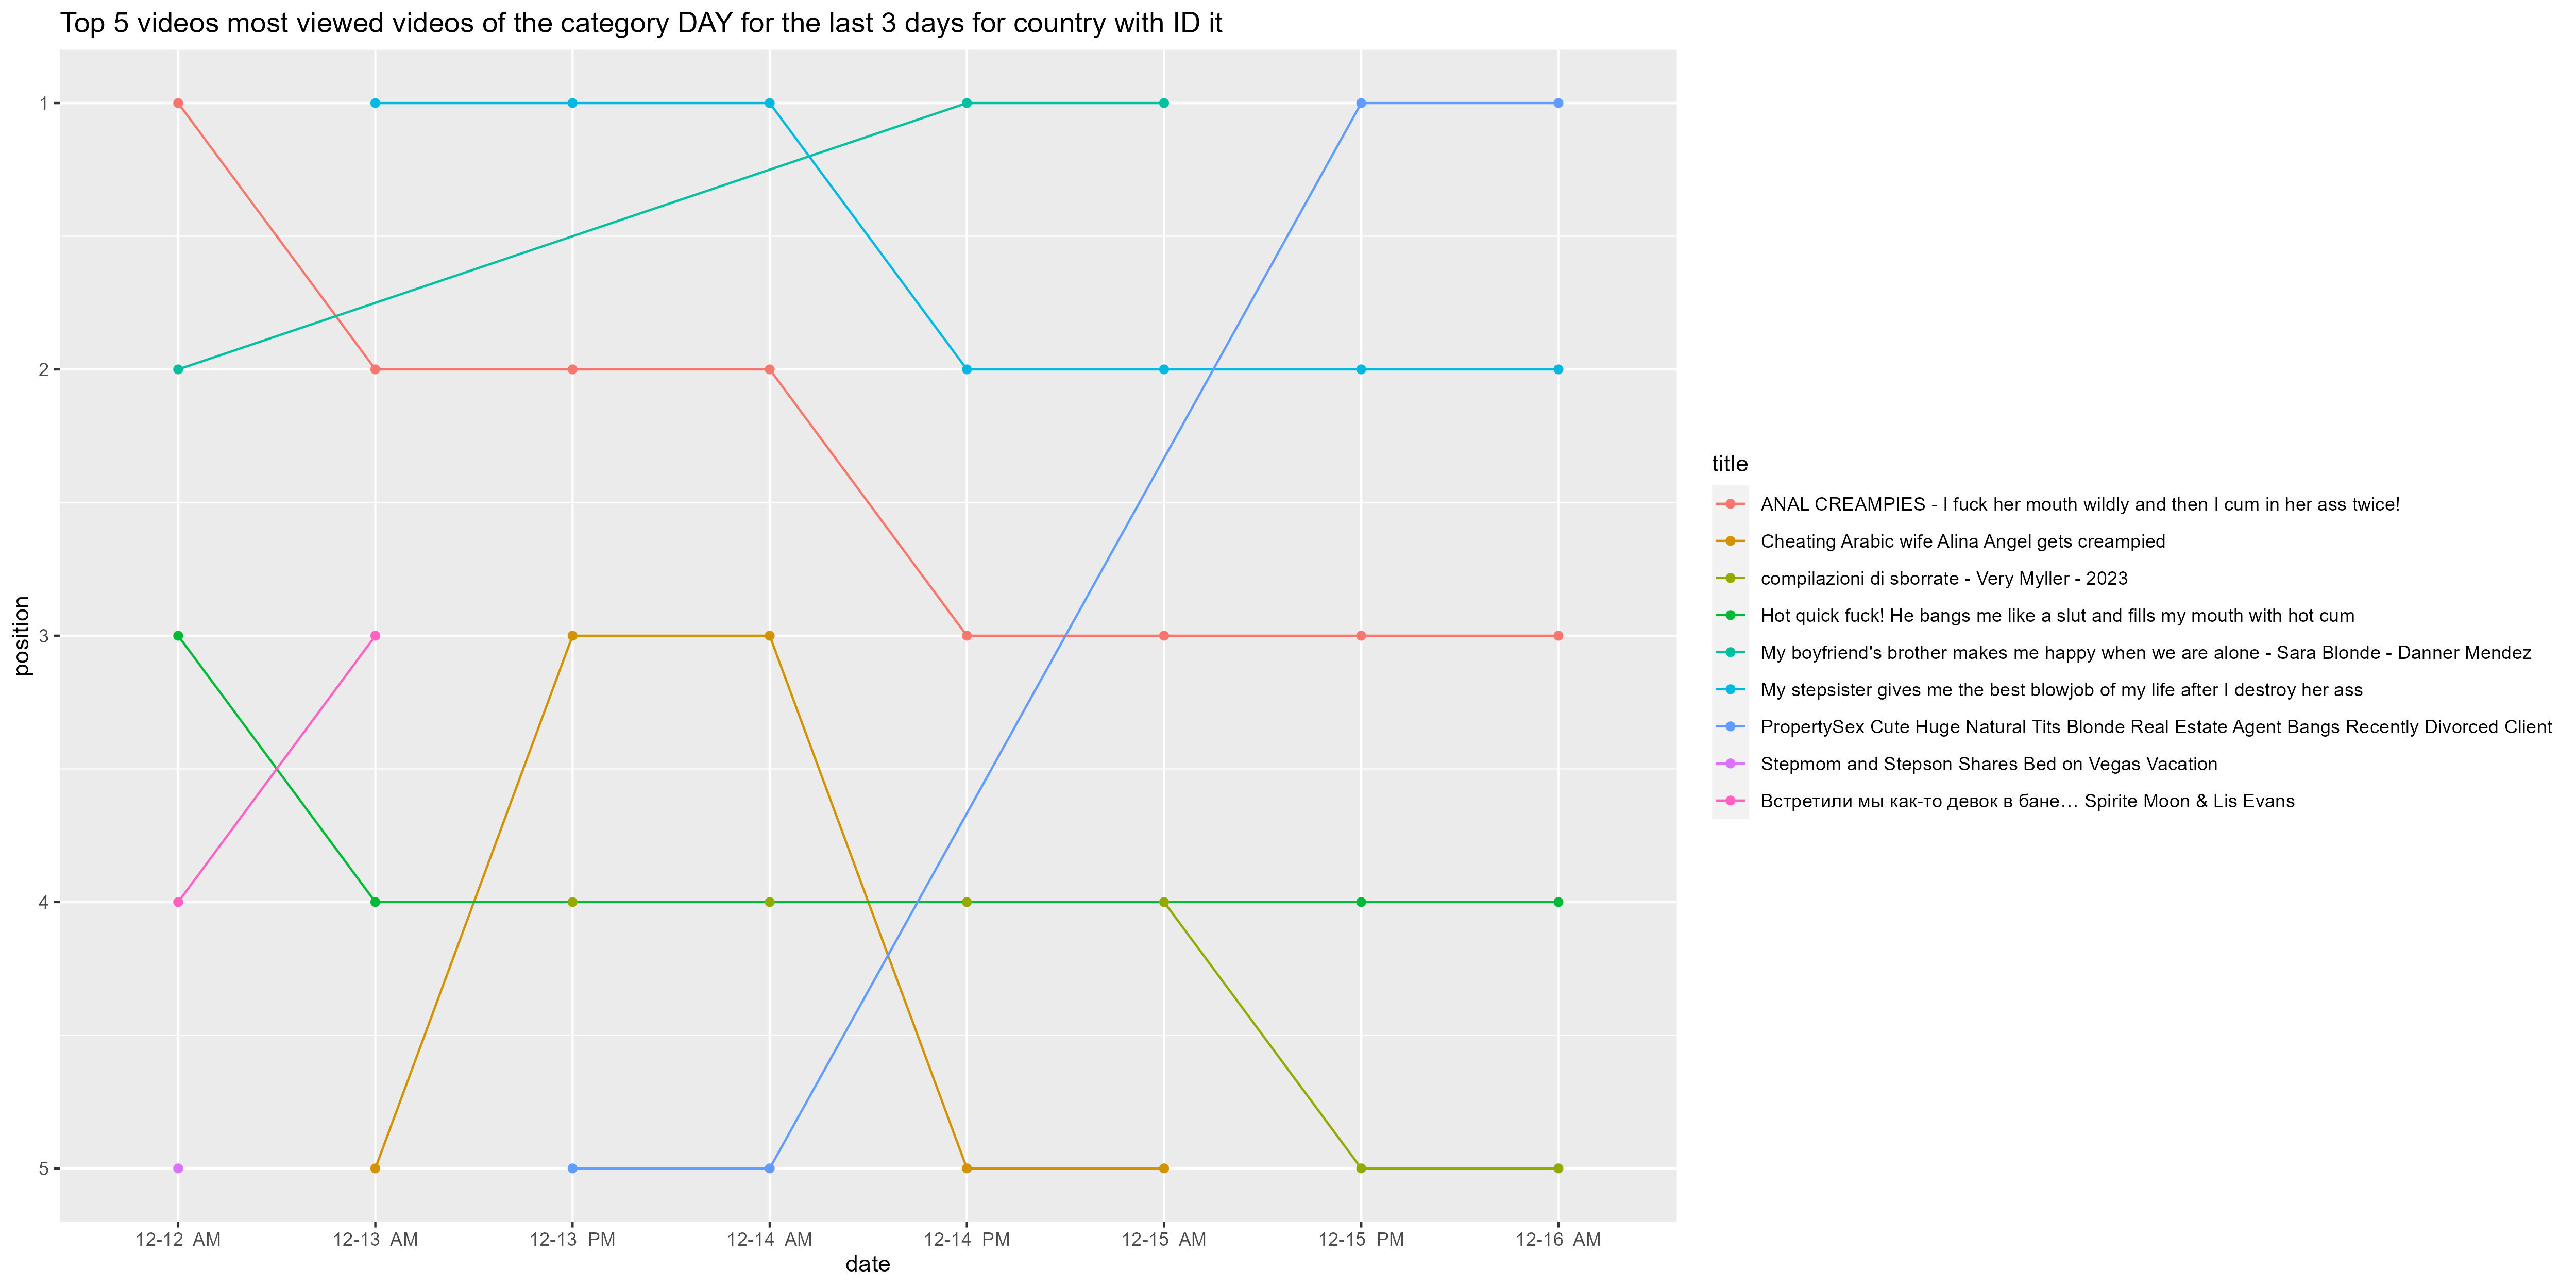 Top 5 videos most viewed videos of the category DAY for the last 3 days for country with ID it
1
2
3
4
5
position
12-12 AM
12-13 AM
12-13 PM
12-14 AM
12-14 PM
12-15 AM
12-15 PM
12-16 AM
date
title
ANAL CREAMPIES - I fuck her mouth wildly and then I cum in her ass twice!
Cheating Arabic wife Alina Angel gets creampied
compilazioni di sborrate - Very Myller - 2023
Hot quick fuck! He bangs me like a slut and fills my mouth with hot cum
My boyfriend's brother makes me happy when we are alone - Sara Blonde - Danner Mendez
My stepsister gives me the best blowjob of my life after I destroy her ass
PropertySex Cute Huge Natural Tits Blonde Real Estate Agent Bangs Recently Divorced Client
Stepmom and Stepson Shares Bed on Vegas Vacation
Встретили мы как-то девок в бане… Spirite Moon & Lis Evans